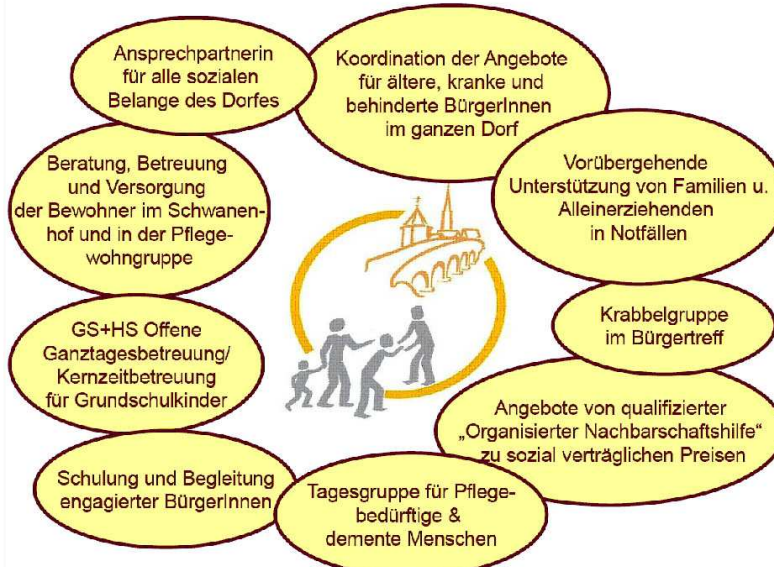 Ansprechpartnerin
für alle sozialen
Belange des Dorfes
Koordination der Angebote
für ältere, kranke und
behinderte BürgerInnen
im ganzen Dorf
Vorübergehende
Unterstützung von Familien u.
Alleinerziehenden
in Notfällen
Krabbelgruppe
im Bürgertreff
Angebote von qualifizierter
„Organisierter Nachbarschaftshilfe“
zu sozial verträglichen Preisen
Tagesgruppe für Pflege-
bedürftige &
demente Menschen
Schulung und Begleitung
engagierter BürgerInnen
GS+HS Offene
Ganztagesbetreuung/
Kernzeitbetreuung
für Grundschulkinder
Beratung, Betreuung
und Versorgung
der Bewohner im Schwanen-
hof und in der Pflege-
wohngruppe